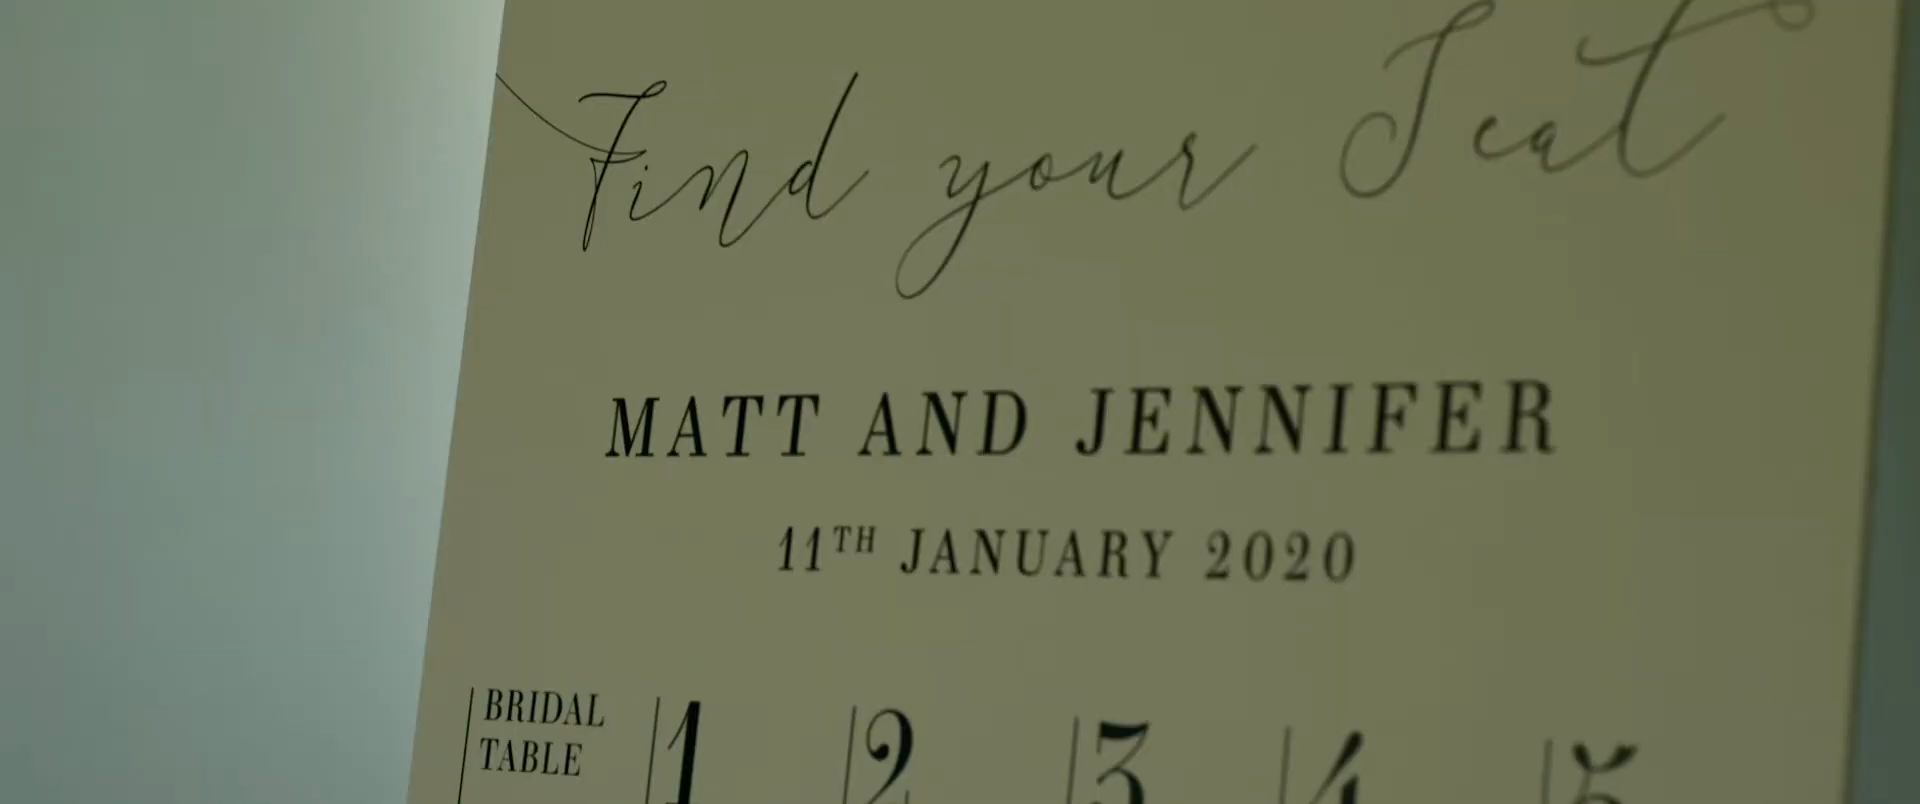 Find your Seat
MATT AND JENNIFER
11TH JANUARY 2020
BRIDAL
TABLE
1
2
3
4
5